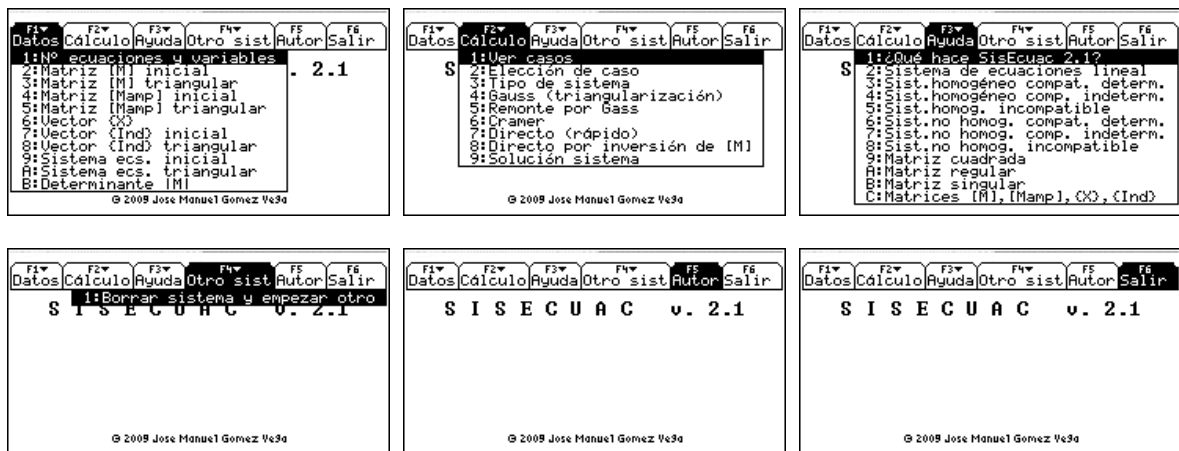 F1 F2 F3 F4 F5 F6
Datos Cálculo Ayuda Otro sist Autor Salir
1:Nº ecuaciones y variables
2:Matriz [M] inicial
. 2.1
3:Matriz [M] triangular
4:Matriz [Mamp] inicial
5:Matriz [Mamp] triangular
6:Vector {X}
7:Vector {Ind} inicial
8:Vector {Ind} triangular
9:Sistema ecs. inicial
A:Sistema ecs. triangular
B:Determinante |M|
© 2009 Jose Manuel Gomez Vega
F1 F2 F3 F4 F5 F6
Datos Cálculo Ayuda Otro sist Autor Salir
1:Ver casos
S
2:Elección de caso
3:Tipo de sistema
4:Gauss (triangularización)
5:Remonte por Gass
6:Cramer
7:Directo (rápido)
8:Directo por inversión de [M]
9:Solución sistema
© 2009 Jose Manuel Gomez Vega
F1 F2 F3 F4 F5 F6
Datos Cálculo Ayuda Otro sist Autor Salir
1:¿Qué hace SisEcuac 2.1?
S
2:Sistema de ecuaciones lineal
3:Sist.homogéneo compat. determ.
4:Sist.homogéneo comp. indeterm.
5:Sist.homog. incompatible
6:Sist.no homog. compat. determ.
7:Sist.no homog. comp. indeterm.
8:Sist.no homog. incompatible
9:Matriz cuadrada
A:Matriz regular
B:Matriz singular
C:Matrices [M],[Mamp],{X},{Ind}
F1 F2 F3 F4 F5 F6
Datos Cálculo Ayuda Otro sist Autor Salir
1:Borrar sistema y empezar otro
S I S E C U A C v. 2.1
© 2009 Jose Manuel Gomez Vega
F1 F2 F3 F4 F5 F6
Datos Cálculo Ayuda Otro sist Autor Salir
S I S E C U A C v. 2.1
© 2009 Jose Manuel Gomez Vega
F1 F2 F3 F4 F5 F6
Datos Cálculo Ayuda Otro sist Autor Salir
S I S E C U A C v. 2.1
© 2009 Jose Manuel Gomez Vega